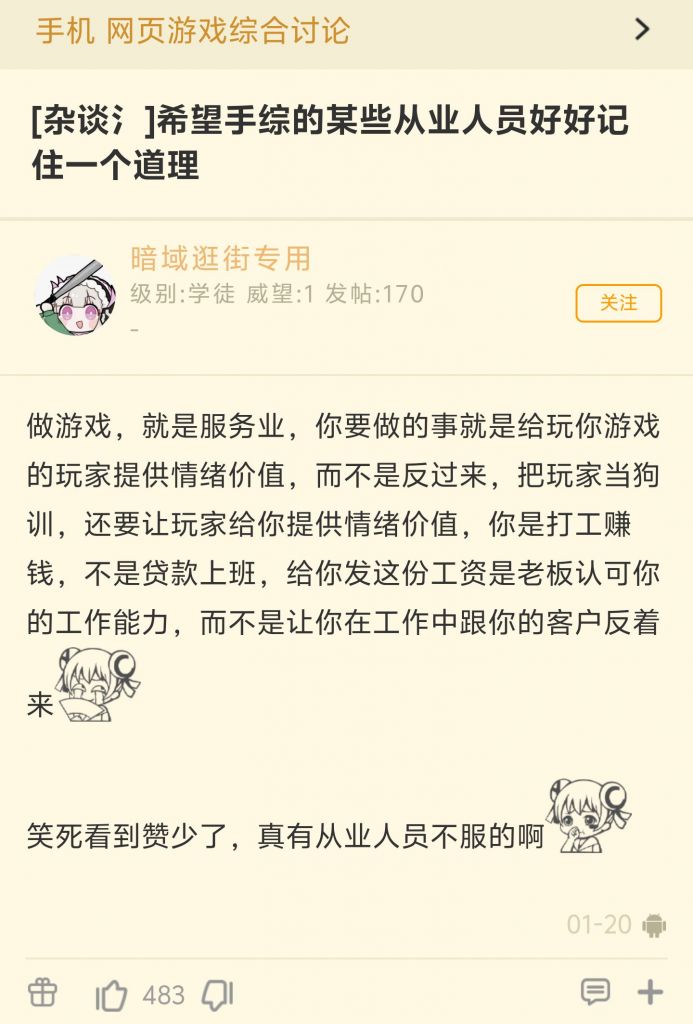 手机 网页游戏综合讨论
[杂谈氵]希望手综的某些从业人员好好记
住一个道理
暗域逛街专用
级别:学徒 威望:1 发帖:170
-
关注
做游戏，就是服务业，你要做的事就是给玩你游戏
的玩家提供情绪价值，而不是反过来，把玩家当狗
训，还要让玩家给你提供情绪价值，你是打工赚
钱，不是贷款上班，给你发这份工资是老板认可你
的工作能力，而不是让你在工作中跟你的客户反着
来
笑死看到赞少了，真有从业人员不服的啊
01-20
483